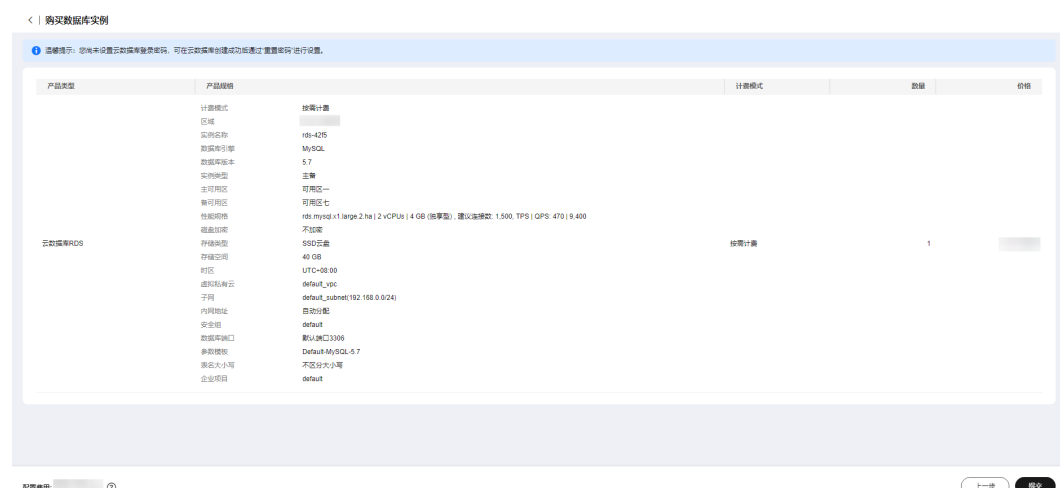 购买数据库实例
温馨提示：您尚未设置云数据库登录密码，可在云数据库创建成功后通过“重置密码”进行设置。
产品类型 产品规格 计费模式 数量 价格
计费模式 按需计费
区域
实例名称 rds-42f5
数据库引擎 MySQL
数据库版本 5.7
实例类型 主备
主可用区 可用区一
备可用区 可用区七
性能规格 rds.mysql.x1.large.2.ha | 2 vCPUs | 4 GB (独享型) , 建议连接数: 1,500, TPS | QPS: 470 | 9,400
磁盘加密 不加密
云数据库RDS 存储类型 SSD云盘 按需计费 1
存储空间 40 GB
时区 UTC+08:00
虚拟私有云 default_vpc
子网 default_subnet(192.168.0.0/24)
内网地址 自动分配
安全组 default
数据库端口 默认端口3306
参数模板 Default-MySQL-5.7
表名大小写 不区分大小写
企业项目 default
配置费用:
上一步 提交